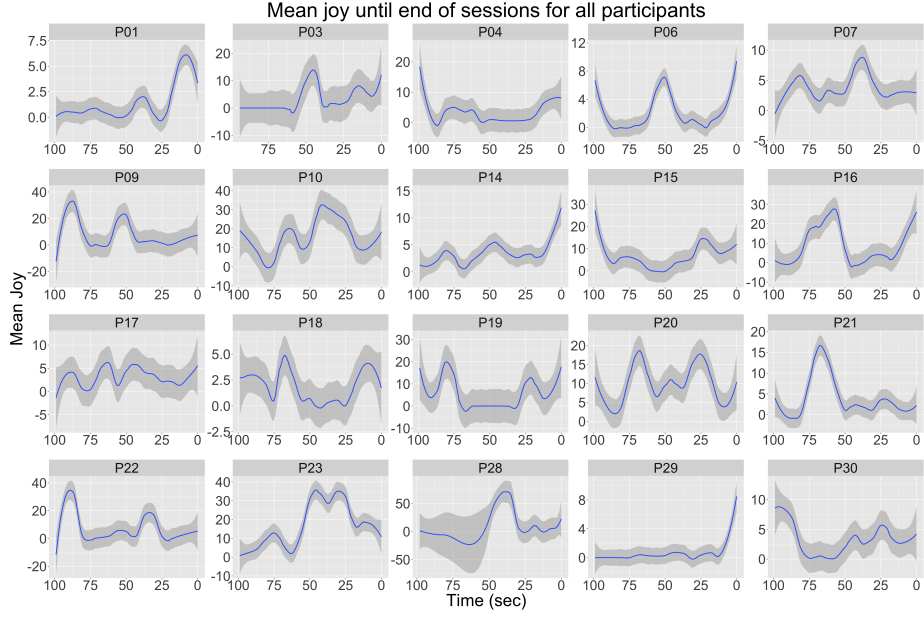 Mean joy until end of sessions for all participants
P01 P03 P04 P06 P07
7.5 5.0 2.5 0.0
20 10 0 -10
20 10 0
12 8 4 0
10 5 0 -5
100 75 50 25 0
75 50 25 0
100 75 50 25 0
100 75 50 25 0
100 75 50 25 0
P09 P10 P14 P15 P16
40 20 0 -20
40 30 20 10 0 -10
15 10 5 0
30 20 10 0
30 20 10 0 -10
100 75 50 25 0
100 75 50 25 0
100 75 50 25 0
100 75 50 25 0
100 75 50 25 0
Mean Joy
P17 P18 P19 P20 P21
10 5 0 -5
5.0 2.5 0.0 -2.5
30 20 10 0 -10
20 15 10 5 0
20 15 10 5 0
100 75 50 25 0
100 75 50 25 0
100 75 50 25 0
100 75 50 25 0
100 75 50 25 0
P22 P23 P28 P29 P30
40 20 0 -20
40 30 20 10 0 -10
50 0 -50
8 4 0
10 5 0
100 75 50 25 0
100 75 50 25 0
100 75 50 25 0
100 75 50 25 0
100 75 50 25 0
Time (sec)